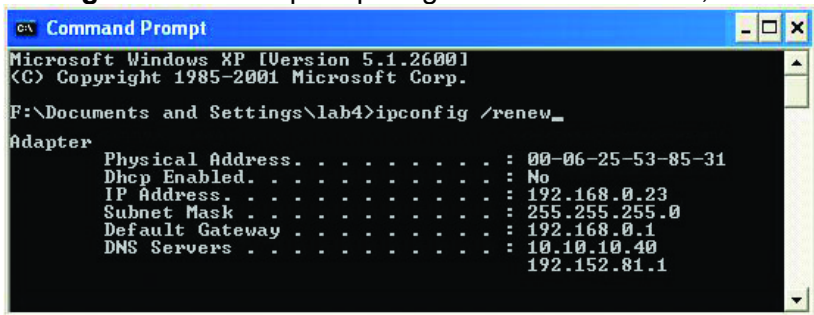 Command Prompt
Microsoft Windows XP [Version 5.1.2600]
(C) Copyright 1985-2001 Microsoft Corp.
F:\Documents and Settings\lab4>ipconfig /renew_
Adapter
Physical Address. . . . . . . . . . : 00-06-25-53-85-31
Dhcp Enabled. . . . . . . . . . . . : No
IP Address. . . . . . . . . . . . . : 192.168.0.23
Subnet Mask . . . . . . . . . . . . : 255.255.255.0
Default Gateway . . . . . . . . . . : 192.168.0.1
DNS Servers . . . . . . . . . . . . : 10.10.10.40
192.152.81.1